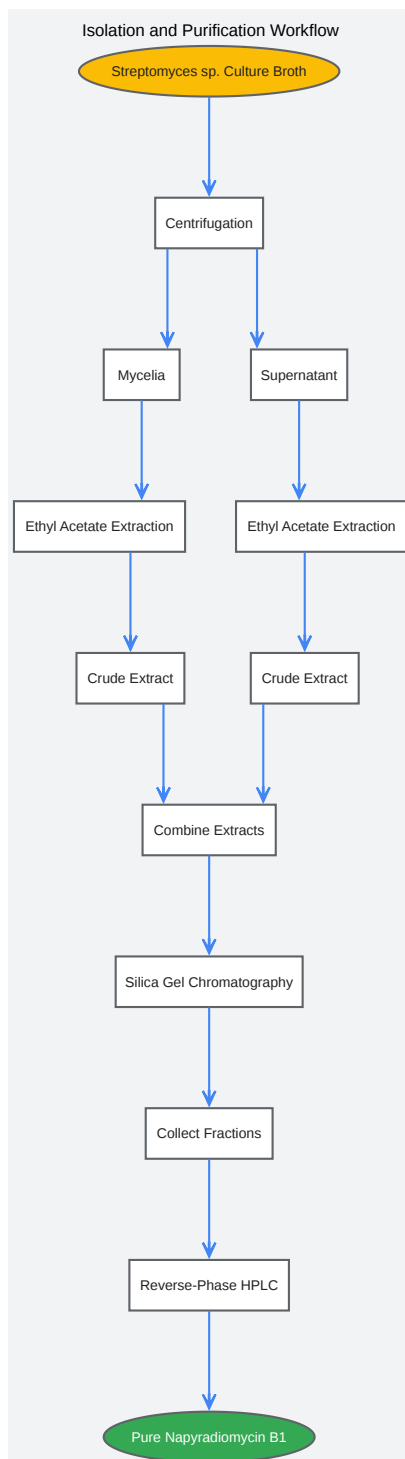 Isolation and Purification Workflow
Streptomyces sp. Culture Broth
Centrifugation
Mycelia
Supernatant
Ethyl Acetate Extraction
Ethyl Acetate Extraction
Crude Extract
Crude Extract
Combine Extracts
Silica Gel Chromatography
Collect Fractions
Reverse-Phase HPLC
Pure Napyradiomycin B1